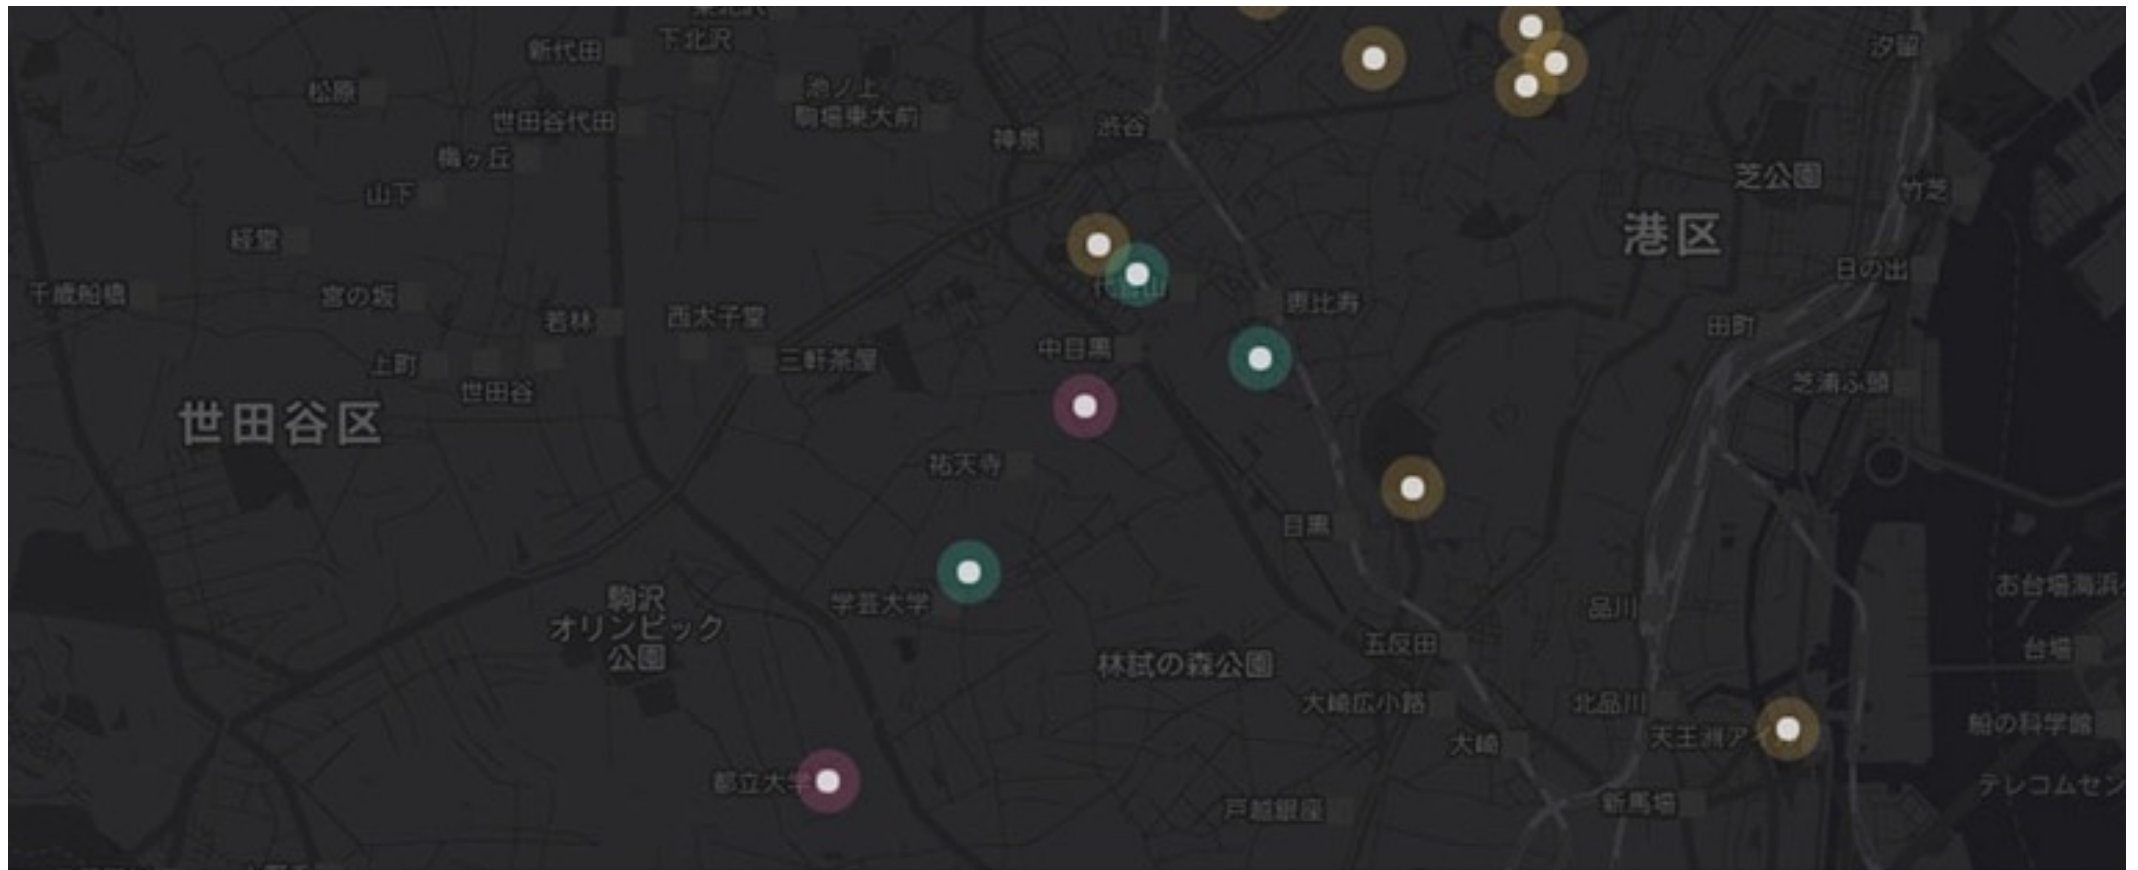 下北沢
新代田
汐留
池ノ上
松原
駒場東大前
世田谷代田
渋谷
神泉
梅ヶ丘
芝公園
山下
竹芝
港区
経堂
日の出
千歳船橋
宮の坂
恵比寿
西太子堂
若林
田町
中目黒
三軒茶屋
上町
芝浦ふ頭
世田谷
世田谷区
祐天寺
目黒
お台場海浜
学芸大学
駒沢
オリンピック
公園
品川
五反田
台場
林試の森公園
大崎広小路
北品川
船の科学館
天王洲ア
大崎
都立大学
テレコムセン
新馬場
戸越銀座